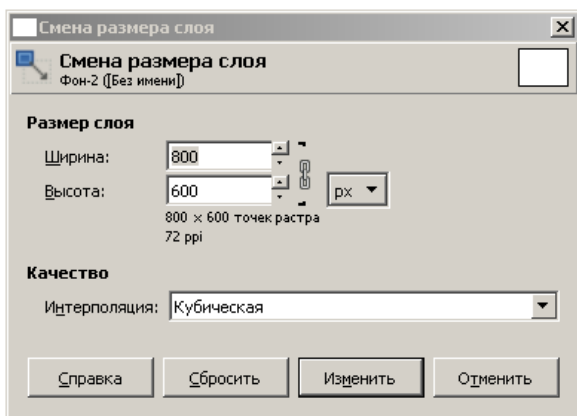 Смена размера слоя
Смена размера слоя
Фон-2 ([Без имени])
Размер слоя
Ширина: 800
Высота: 600 px
800 × 600 точек растра
72 ppi
Качество
Интерполяция: Кубическая
Справка Сбросить Изменить Отменить